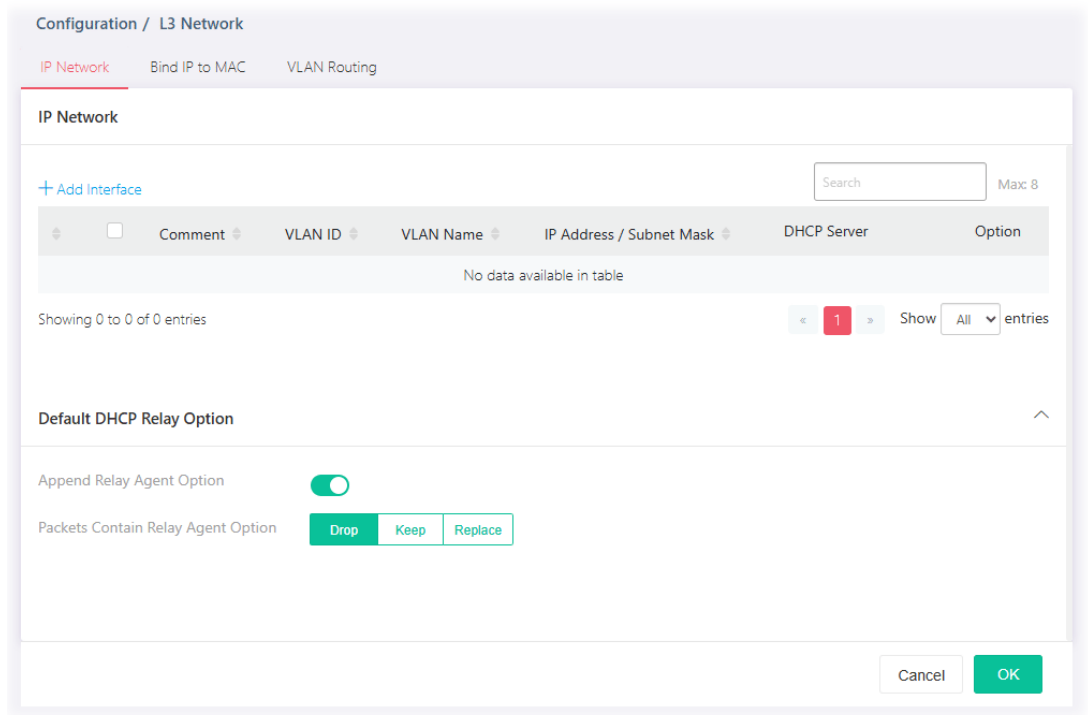 Configuration / L3 Network
IP Network Bind IP to MAC VLAN Routing
IP Network
+ Add Interface Search Max: 8
Comment VLAN ID VLAN Name IP Address / Subnet Mask DHCP Server Option
No data available in table
Showing 0 to 0 of 0 entries « 1 » Show All entries
Default DHCP Relay Option
Append Relay Agent Option
Packets Contain Relay Agent Option Drop Keep Replace
Cancel OK